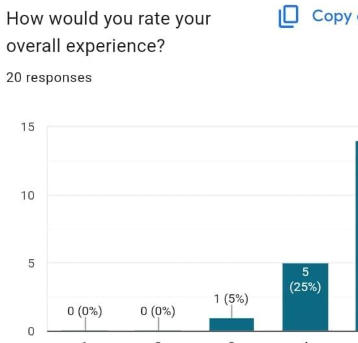 How would you rate your
overall experience?
Copy
20 responses
15
10
5
0
0 (0%)
0 (0%)
1 (5%)
5
(25%)